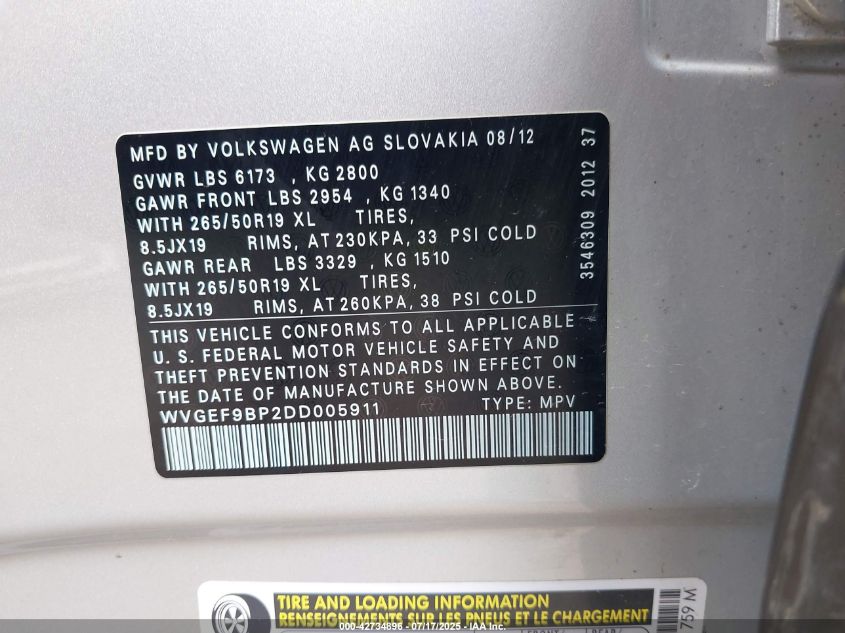 MFD BY VOLKSWAGEN AG SLOVAKIA 08/12
GVWR LBS 6173 , KG 2800
GAWR FRONT LBS 2954 , KG 1340
WITH 265/50R19 XL TIRES,
8.5JX19 RIMS, AT 230KPA, 33 PSI COLD
GAWR REAR LBS 3329 , KG 1510
WITH 265/50R19 XL TIRES,
8.5JX19 RIMS, AT 260KPA, 38 PSI COLD
THIS VEHICLE CONFORMS TO ALL APPLICABLE
U. S. FEDERAL MOTOR VEHICLE SAFETY AND
THEFT PREVENTION STANDARDS IN EFFECT ON
THE DATE OF MANUFACTURE SHOWN ABOVE.
WVGEF9BP2DD005911 TYPE: MPV
3546309 2012 37
TIRE AND LOADING INFORMATION
RENSEIGNEMENTS SUR LES PNEUS ET LE CHARGEMENT
759 M
000-42734896 - 07/17/2025 - IAA Inc.